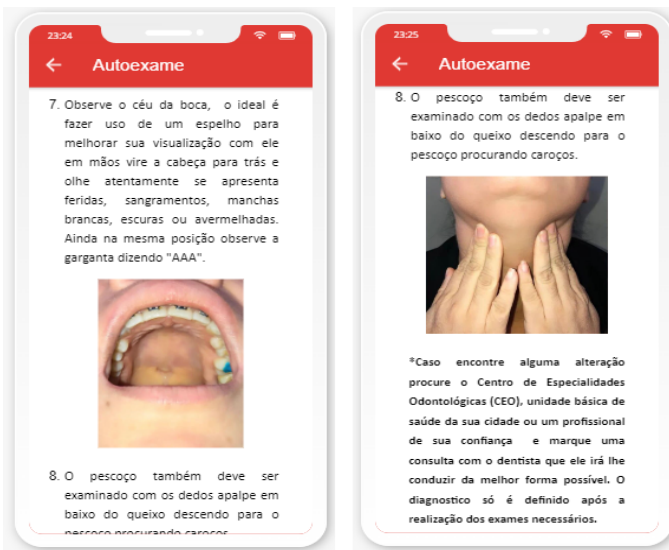 23:24
Autoexame
7. Observe o céu da boca, o ideal é
fazer uso de um espelho para
melhorar sua visualização com ele
em mãos vire a cabeça para trás e
olhe atentamente se apresenta
feridas, sangramentos, manchas
brancas, escuras ou avermelhadas.
Ainda na mesma posição observe a
garganta dizendo "AAA".
8. O pescoço também deve ser
examinado com os dedos apalpe em
baixo do queixo descendo para o
pescoço procurando caroços
23:25
Autoexame
8. O pescoço também deve ser
examinado com os dedos apalpe em
baixo do queixo descendo para o
pescoço procurando caroços.
*Caso encontre alguma alteração
procure o Centro de Especialidades
Odontológicas (CEO), unidade básica de
saúde da sua cidade ou um profissional
de sua confiança e marque uma
consulta com o dentista que ele irá lhe
conduzir da melhor forma possível. O
diagnostico só é definido após a
realização dos exames necessários.